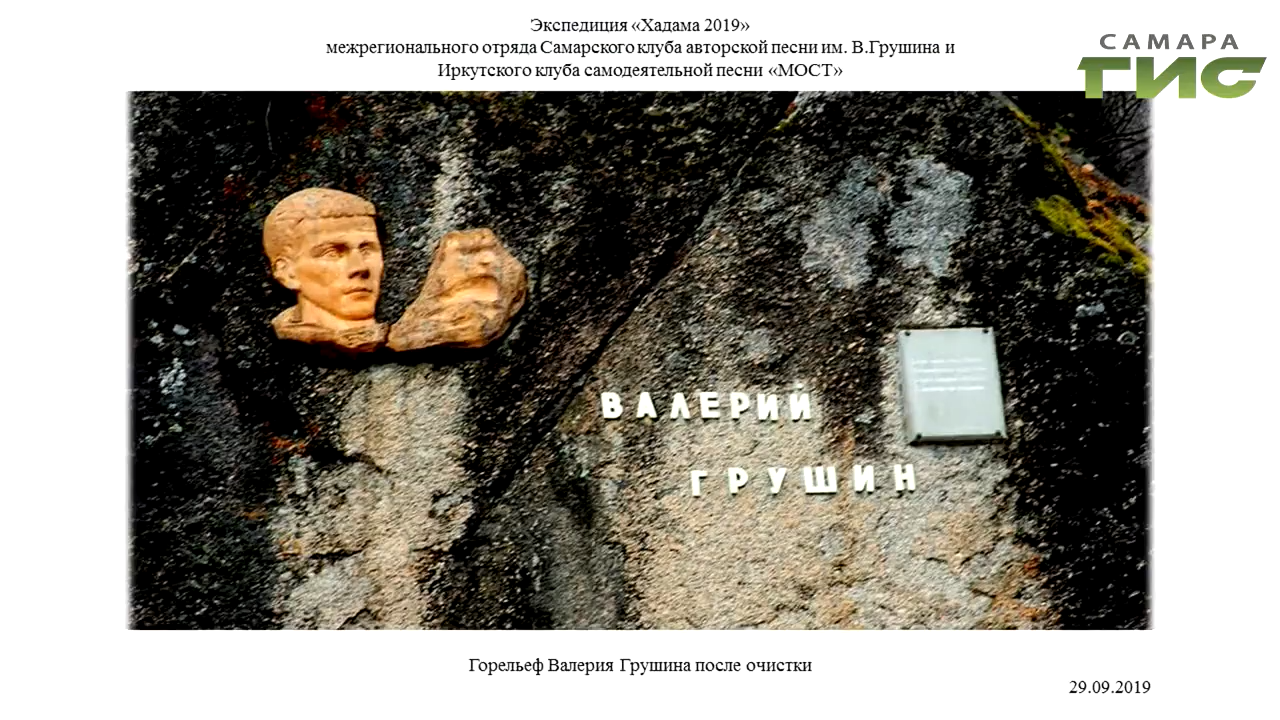 Экспедиция «Хадама 2019»
межрегионального отряда Самарского клуба авторской песни им. В.Грушина и
Иркутского клуба самодеятельной песни «МОСТ»
САМАРА
ГИС
ВАЛЕРИЙ
ГРУШИН
Горельеф Валерия Грушина после очистки
29.09.2019